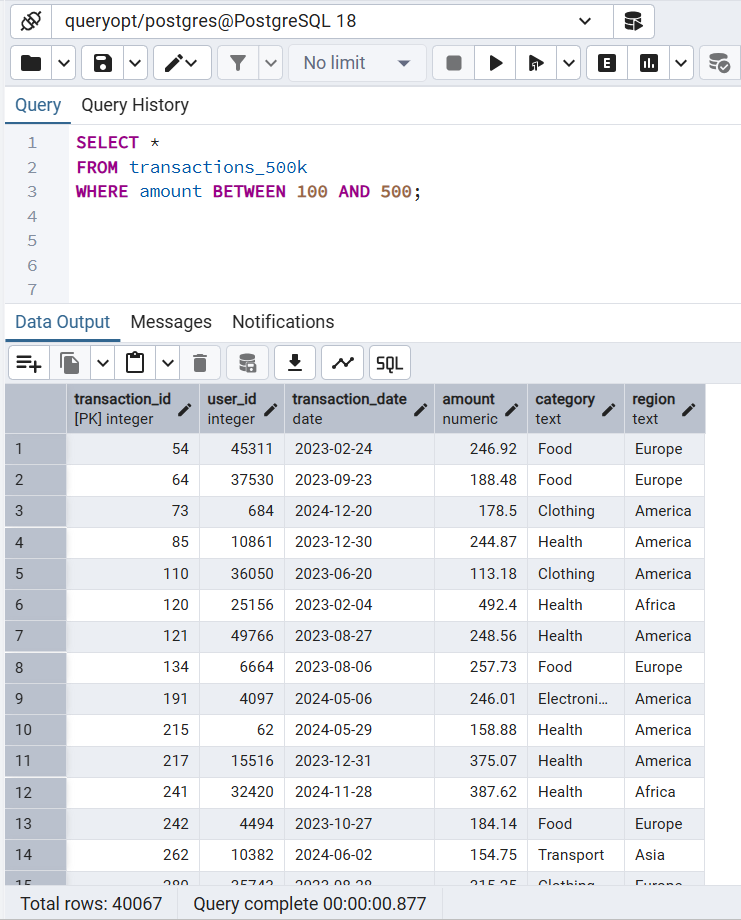 queryopt/postgres@PostgreSQL 18
No limit
E
Query Query History
1 SELECT *
2 FROM transactions_500k
3 WHERE amount BETWEEN 100 AND 500;
4
5
6
7
Data Output Messages Notifications
SQL
transaction_id user_id transaction_date amount category region
[PK] integer integer date numeric text text
1 54 45311 2023-02-24 246.92 Food Europe
2 64 37530 2023-09-23 188.48 Food Europe
3 73 684 2024-12-20 178.5 Clothing America
4 85 10861 2023-12-30 244.87 Health America
5 110 36050 2023-06-20 113.18 Clothing America
6 120 25156 2023-02-04 492.4 Health Africa
7 121 49766 2023-08-27 248.56 Health America
8 134 6664 2023-08-06 257.73 Food Europe
9 191 4097 2024-05-06 246.01 Electroni... America
10 215 62 2024-05-29 158.88 Health America
11 217 15516 2023-12-31 375.07 Health America
12 241 32420 2024-11-28 387.62 Health Africa
13 242 4494 2023-10-27 184.14 Food Europe
14 262 10382 2024-06-02 154.75 Transport Asia
15 Clothing Europe
Total rows: 40067 Query complete 00:00:00.877